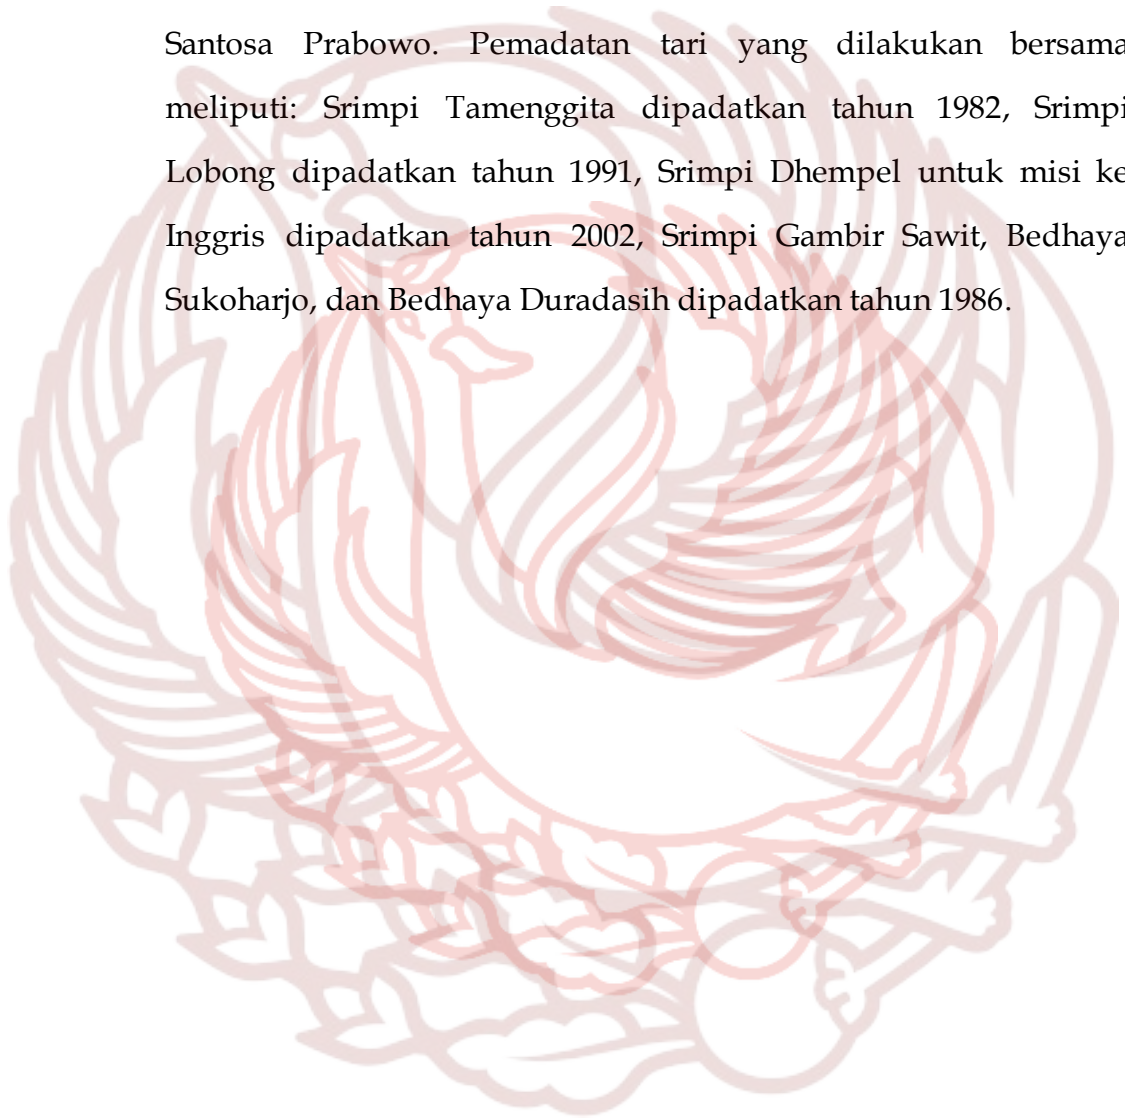 Santosa Prabowo. Pemadatan tari yang dilakukan bersama
meliputi: Srimpi Tamenggita dipadatkan tahun 1982, Srimpi
Lobong dipadatkan tahun 1991, Srimpi Dhempel untuk misi ke
Inggris dipadatkan tahun 2002, Srimpi Gambir Sawit, Bedhaya
Sukoharjo, dan Bedhaya Duradasih dipadatkan tahun 1986.